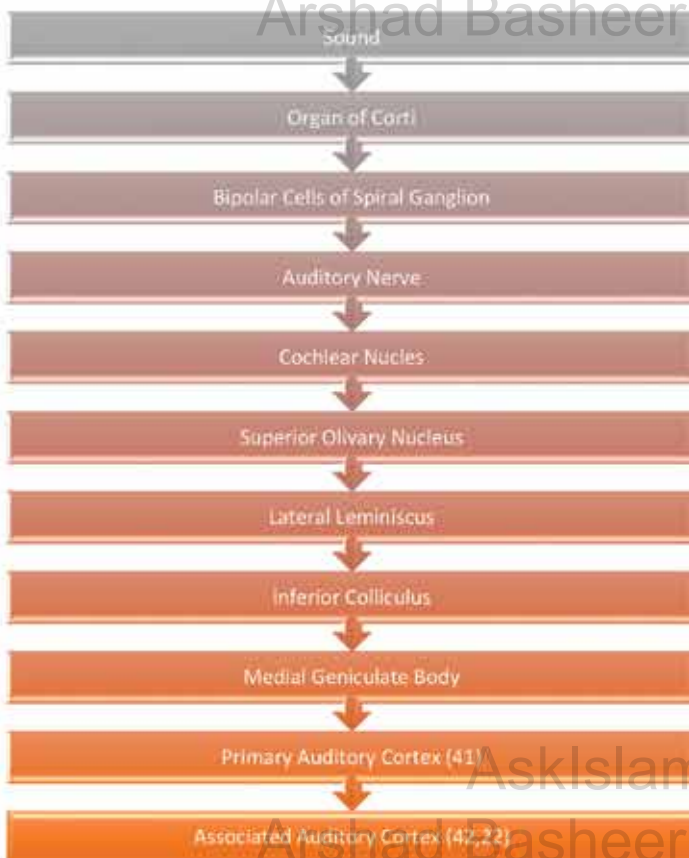 Arshad Basheer
Sound
Organ of Corti
Bipolar Cells of Spiral Ganglion
Auditory Nerve
Cochlear Nucles
Superior Olivary Nucleus
Lateral Leminiscus
Inferior Colliculus
Medial Geniculate Body
Primary Auditory Cortex (41)
AskIslam
Associated Auditory Cortex (42,22)
Arshad Basheer